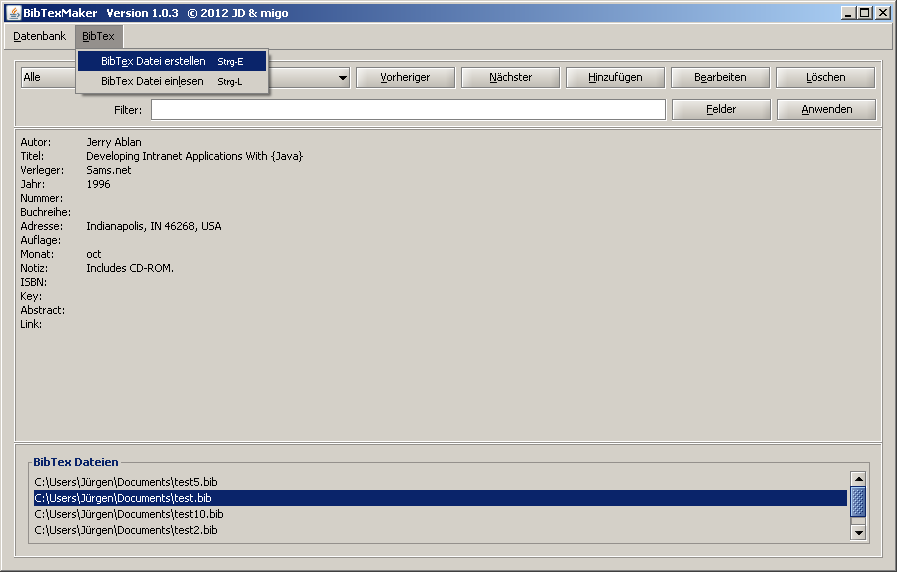 BibTexMaker Version 1.0.3 © 2012 JD & migo
Datenbank BibTex
BibTex Datei erstellen Strg-E
BibTex Datei einlesen Strg-L
Alle Vorheriger Nächster Hinzufügen Bearbeiten Löschen
Filter: Felder Anwenden
Autor: Jerry Ablan
Titel: Developing Intranet Applications With {Java}
Verleger: Sams.net
Jahr: 1996
Nummer:
Buchreihe:
Adresse: Indianapolis, IN 46268, USA
Auflage:
Monat: oct
Notiz: Includes CD-ROM.
ISBN:
Key:
Abstract:
Link:
BibTex Dateien
C:\Users\Jürgen\Documents\test5.bib
C:\Users\Jürgen\Documents\test.bib
C:\Users\Jürgen\Documents\test10.bib
C:\Users\Jürgen\Documents\test2.bib